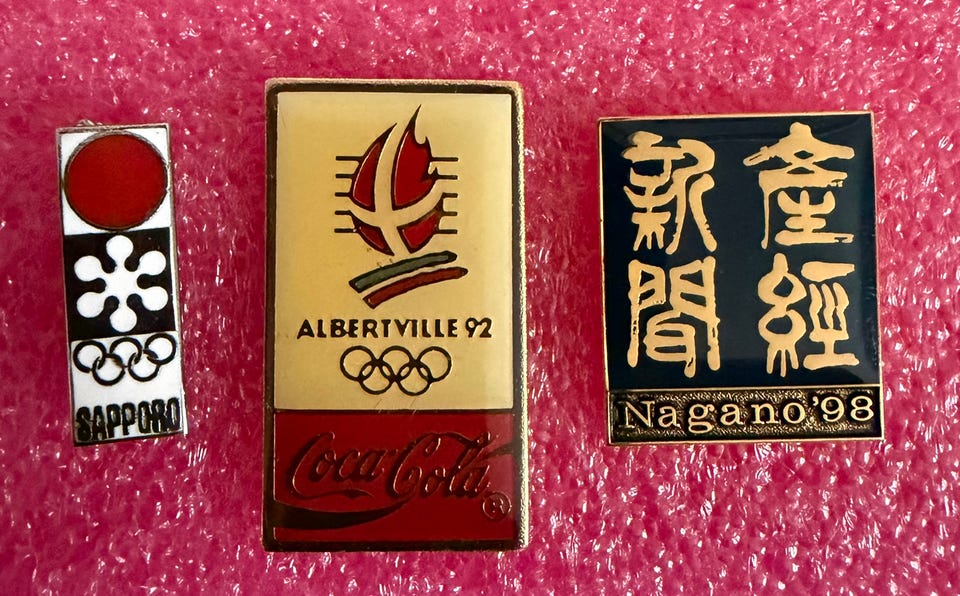 SAPPORO
ALBERTVILLE 92
Coca-Cola®
産經
新聞
Nagano '98